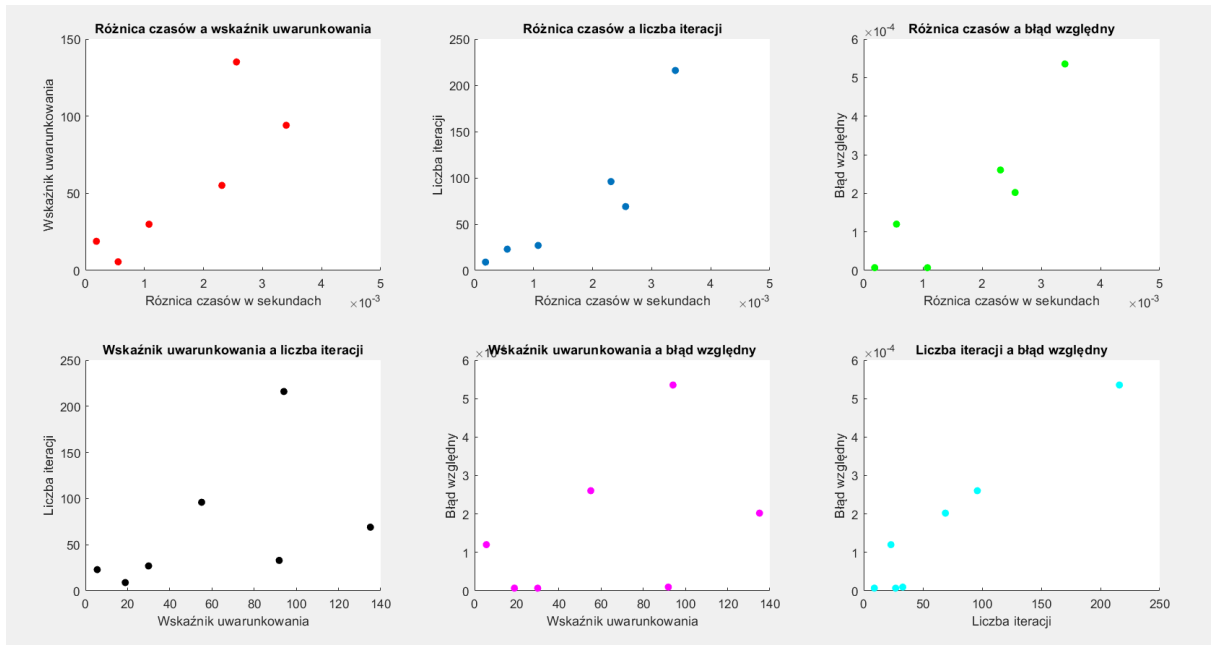 Różnica czasów a wskaźnik uwarunkowania
150
100
50
0
Wskaźnik uwarunkowania
0 1 2 3 4 5
×10-3
Różnica czasów w sekundach
Różnica czasów a liczba iteracji
250
200
150
100
50
0
Liczba iteracji
0 1 2 3 4 5
×10-3
Różnica czasów w sekundach
Różnica czasów a błąd względny
×10-4
6
5
4
3
2
1
0
Błąd względny
0 1 2 3 4 5
×10-3
Różnica czasów w sekundach
Wskaźnik uwarunkowania a liczba iteracji
250
200
150
100
50
0
Liczba iteracji
0 20 40 60 80 100 120 140
Wskaźnik uwarunkowania
Wskaźnik uwarunkowania a błąd względny
×10
6
5
4
3
2
1
0
Błąd względny
0 20 40 60 80 100 120 140
Wskaźnik uwarunkowania
Liczba iteracji a błąd względny
×10-4
6
5
4
3
2
1
0
Błąd względny
0 50 100 150 200 250
Liczba iteracji